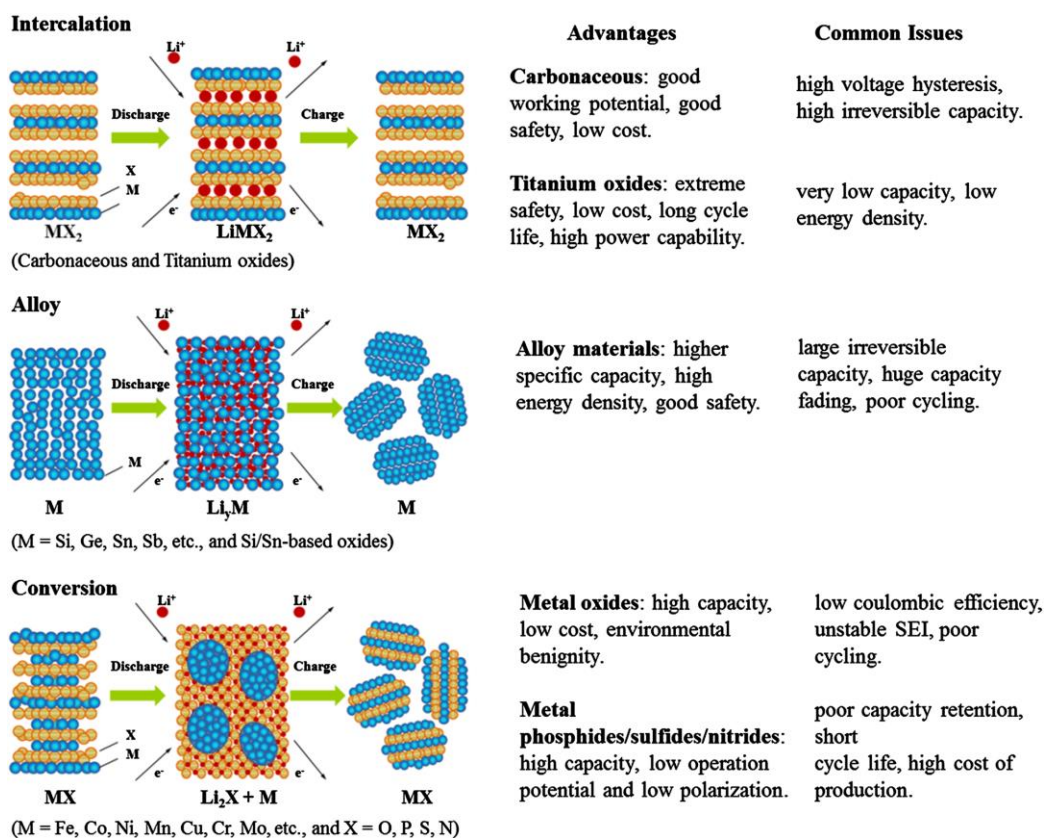 Intercalation
Advantages
Common Issues
Li⁺
Li⁺
Discharge
Charge
X
M
e⁻
e⁻
MX₂
LiMX₂
MX₂
(Carbonaceous and Titanium oxides)
Carbonaceous: good
working potential, good
safety, low cost.
high voltage hysteresis,
high irreversible capacity.
Titanium oxides: extreme
safety, low cost, long cycle
life, high power capability.
very low capacity, low
energy density.
Alloy
Li⁺
Li⁺
Discharge
Charge
M
e⁻
e⁻
M
LiᵧM
M
(M = Si, Ge, Sn, Sb, etc., and Si/Sn-based oxides)
Alloy materials: higher
specific capacity, high
energy density, good safety.
large irreversible
capacity, huge capacity
fading, poor cycling.
Conversion
Li⁺
Li⁺
Discharge
Charge
X
M
e⁻
e⁻
MX
Li₂X + M
MX
(M = Fe, Co, Ni, Mn, Cu, Cr, Mo, etc., and X = O, P, S, N)
Metal oxides: high capacity,
low cost, environmental
benignity.
low coulombic efficiency,
unstable SEI, poor
cycling.
Metal
phosphides/sulfides/nitrides:
high capacity, low operation
potential and low polarization.
poor capacity retention,
short
cycle life, high cost of
production.